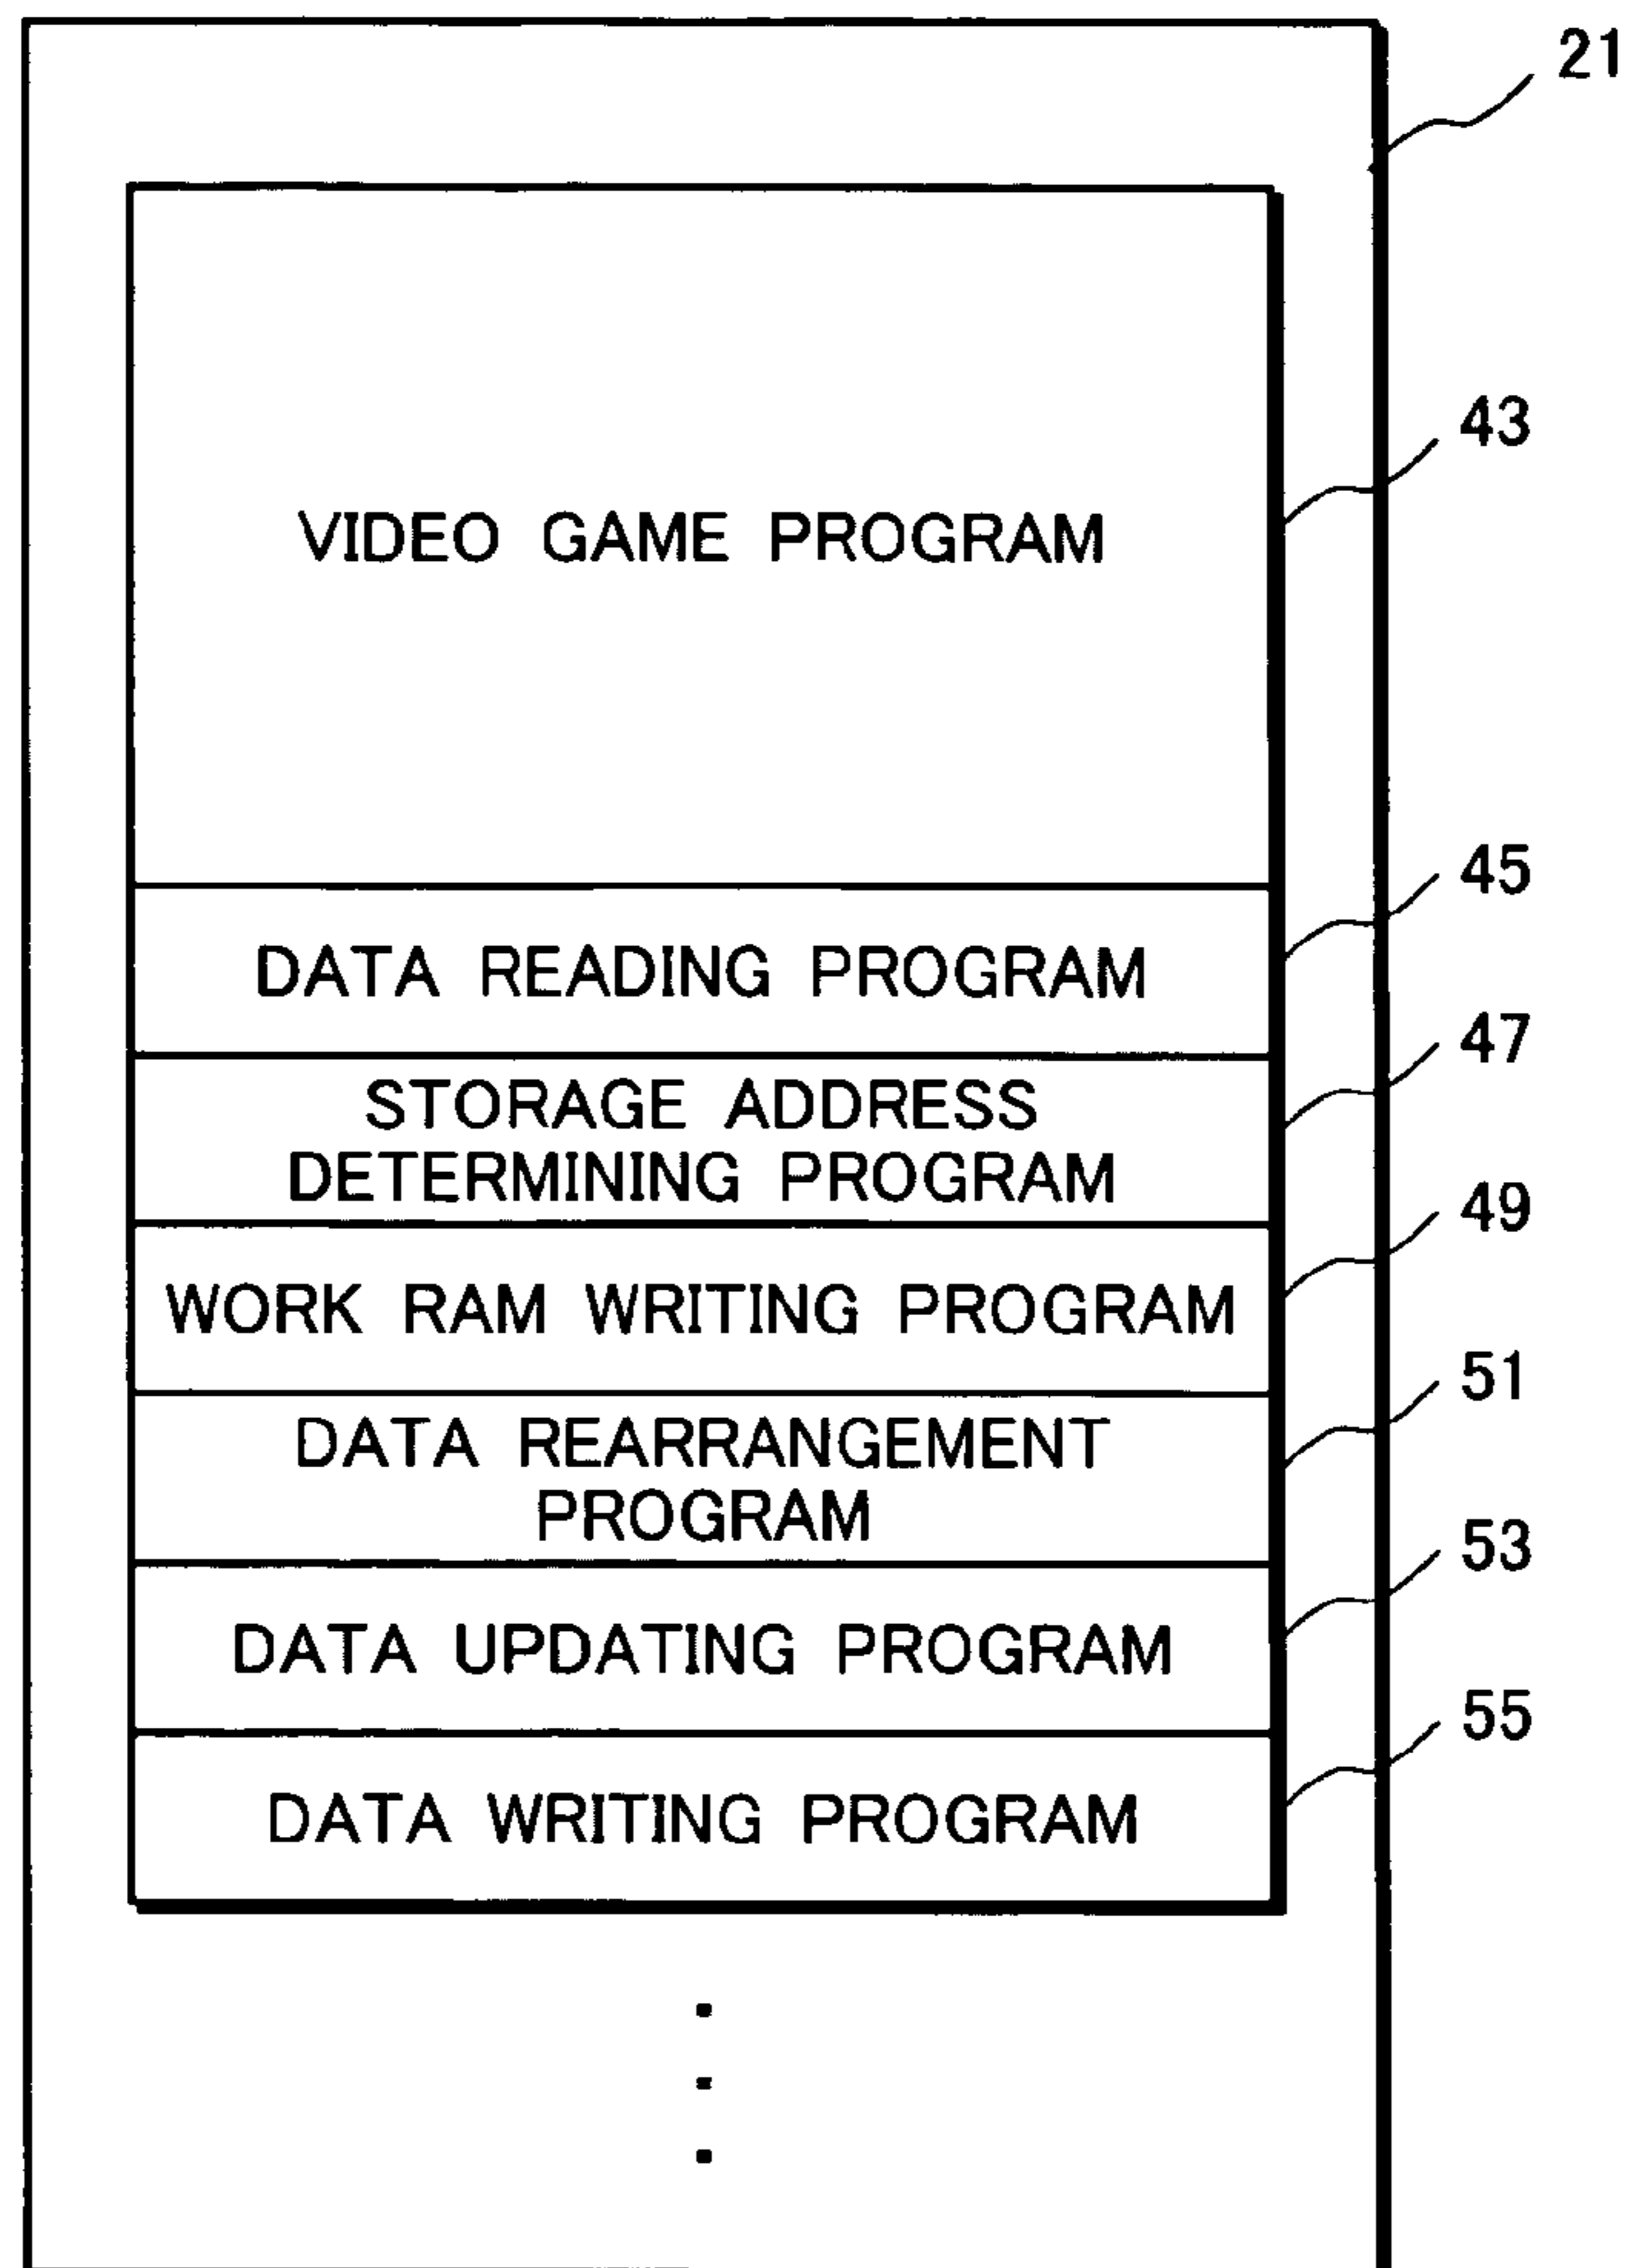 21
43
VIDEO GAME PROGRAM
45
DATA READING PROGRAM
47
STORAGE ADDRESS
DETERMINING PROGRAM
49
WORK RAM WRITING PROGRAM
51
DATA REARRANGEMENT
PROGRAM
53
DATA UPDATING PROGRAM
55
DATA WRITING PROGRAM